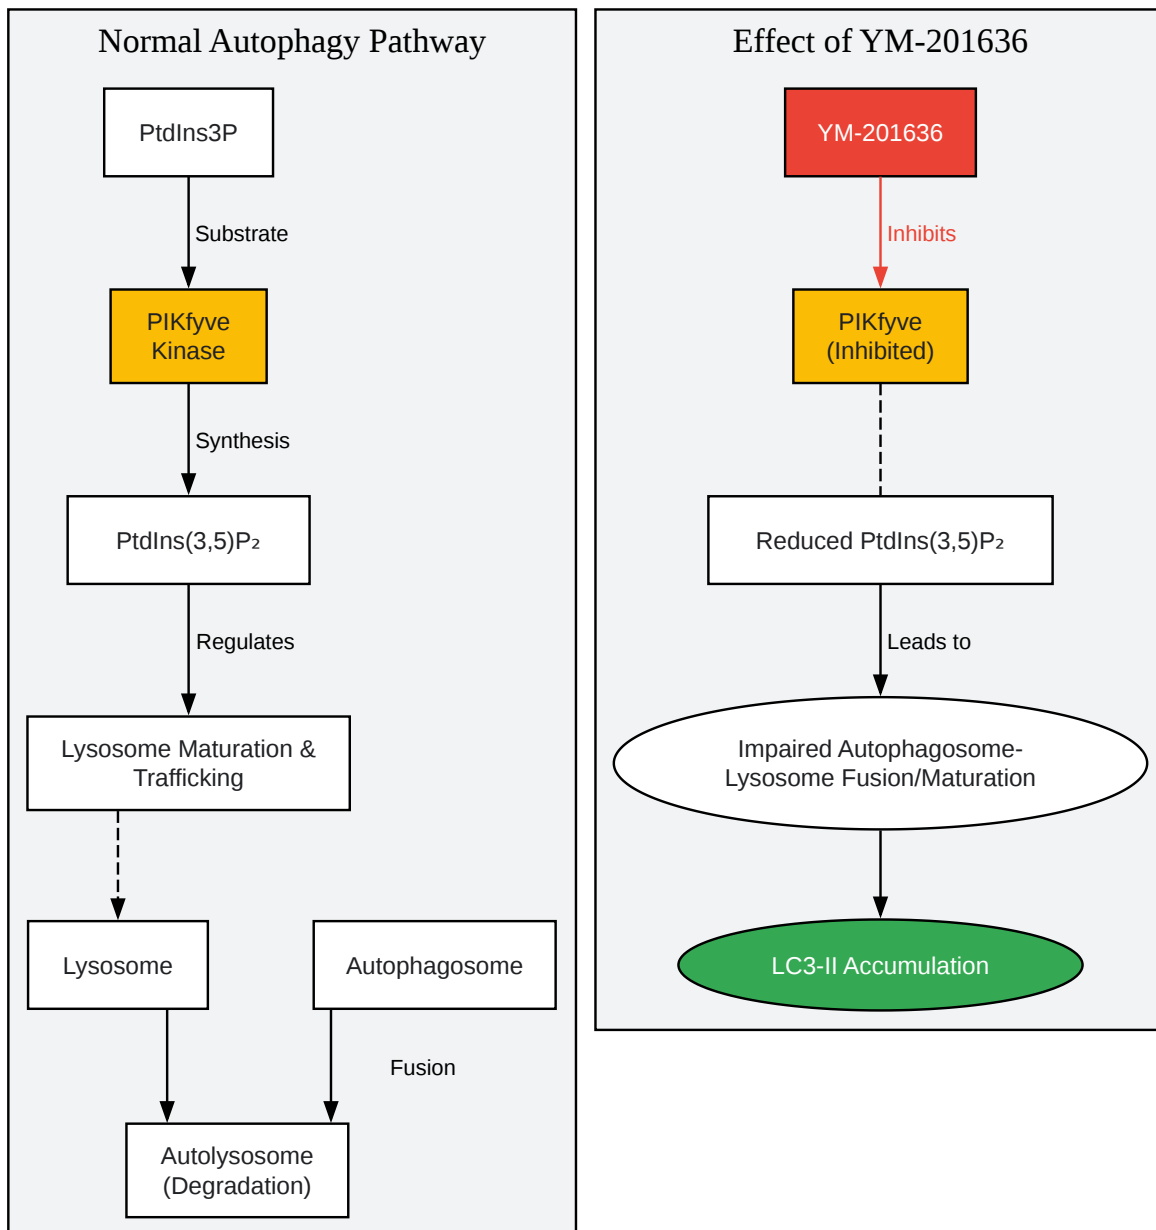 Normal Autophagy Pathway
PtdIns3P
Substrate
PIKfyve
Kinase
Synthesis
PtdIns(3,5)P₂
Regulates
Lysosome Maturation &
Trafficking
Lysosome
Autophagosome
Fusion
Autolysosome
(Degradation)
Effect of YM-201636
YM-201636
Inhibits
PIKfyve
(Inhibited)
Reduced PtdIns(3,5)P₂
Leads to
Impaired Autophagosome-
Lysosome Fusion/Maturation
LC3-II Accumulation